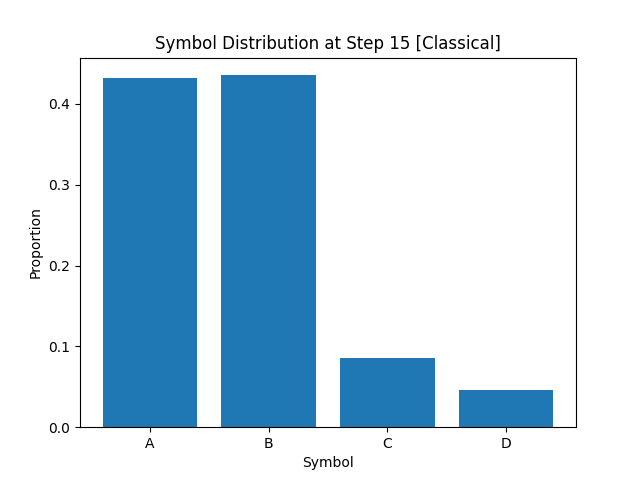 Symbol Distribution at Step 15 [Classical]
0.4
0.3
0.2
0.1
0.0
Proportion
A B C D
Symbol